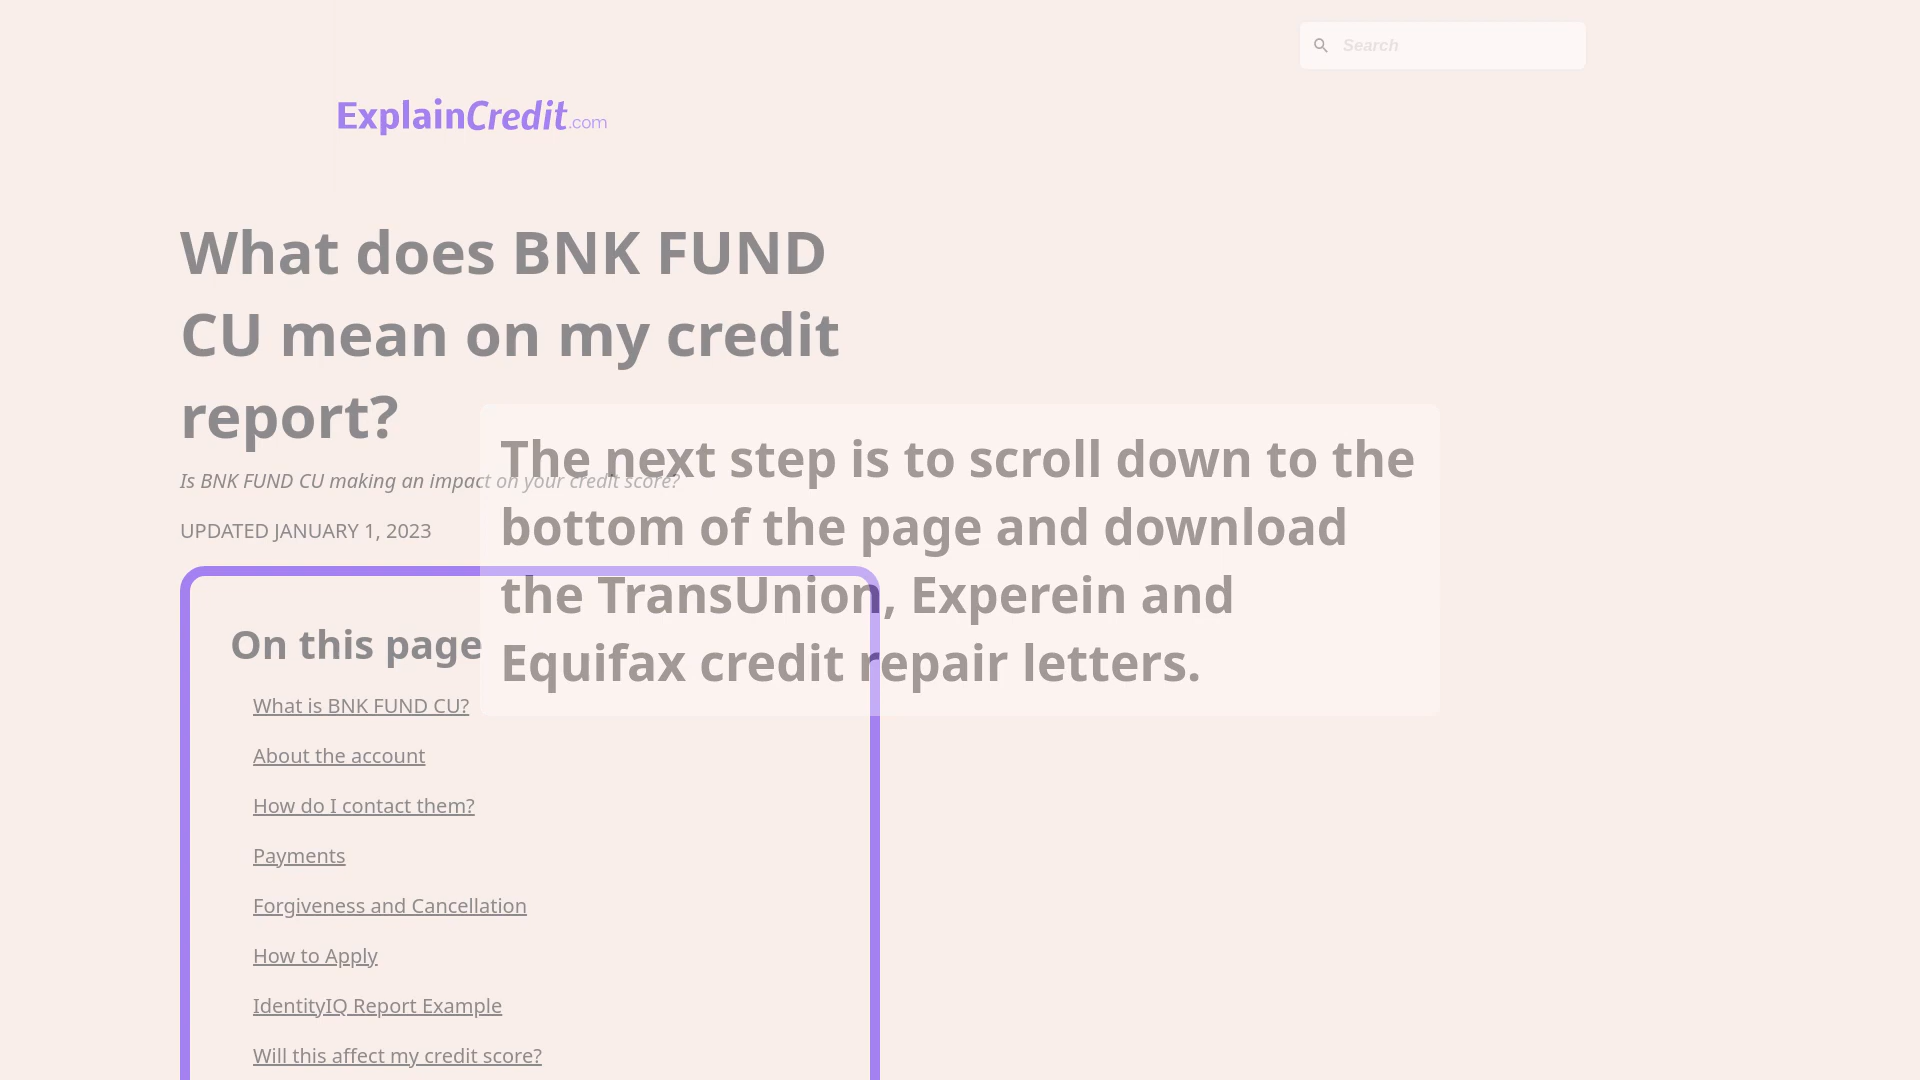 Search
ExplainCredit.com
What does BNK FUND
CU mean on my credit
report?
Is BNK FUND CU making an impact on your credit score?
UPDATED JANUARY 1, 2023
The next step is to scroll down to the
bottom of the page and download
the TransUnion, Experein and
Equifax credit repair letters.
On this page
What is BNK FUND CU?
About the account
How do I contact them?
Payments
Forgiveness and Cancellation
How to Apply
IdentityIQ Report Example
Will this affect my credit score?